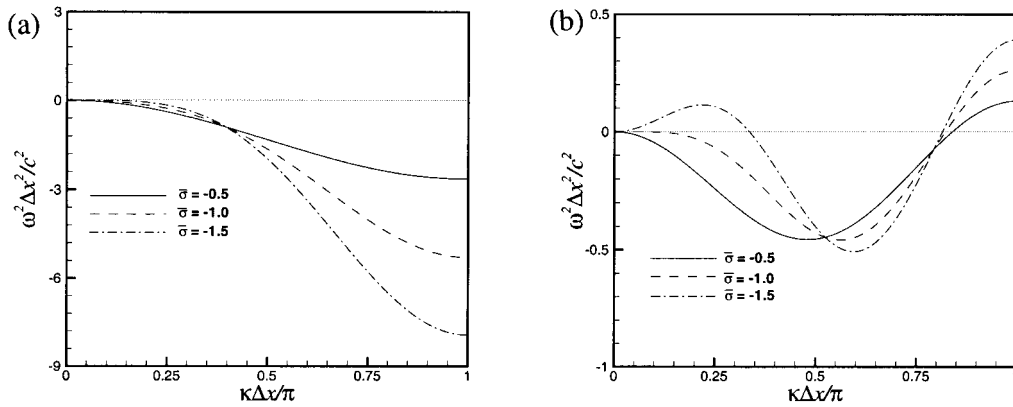 (a)
3
0
-3
-6
-9
ω²Δx²/c²
σ̄ = -0.5
σ̄ = -1.0
σ̄ = -1.5
0
0.25
0.5
0.75
1
κΔx/π
(b)
0.5
0
-0.5
-1
ω²Δx²/c²
σ̄ = -0.5
σ̄ = -1.0
σ̄ = -1.5
0
0.25
0.5
0.75
κΔx/π